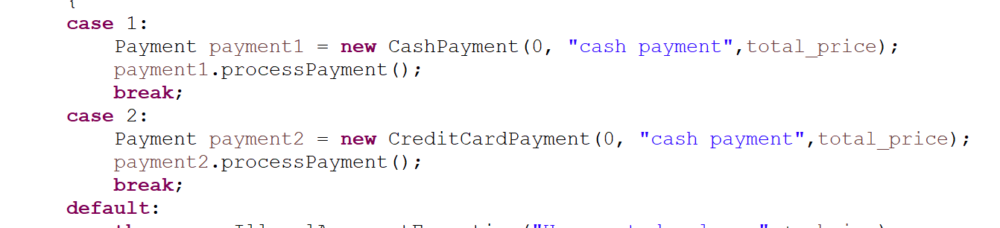 {
case 1:
Payment payment1 = new CashPayment(0, "cash payment",total_price);
payment1.processPayment();
break;
case 2:
Payment payment2 = new CreditCardPayment(0, "cash payment",total_price);
payment2.processPayment();
break;
default: